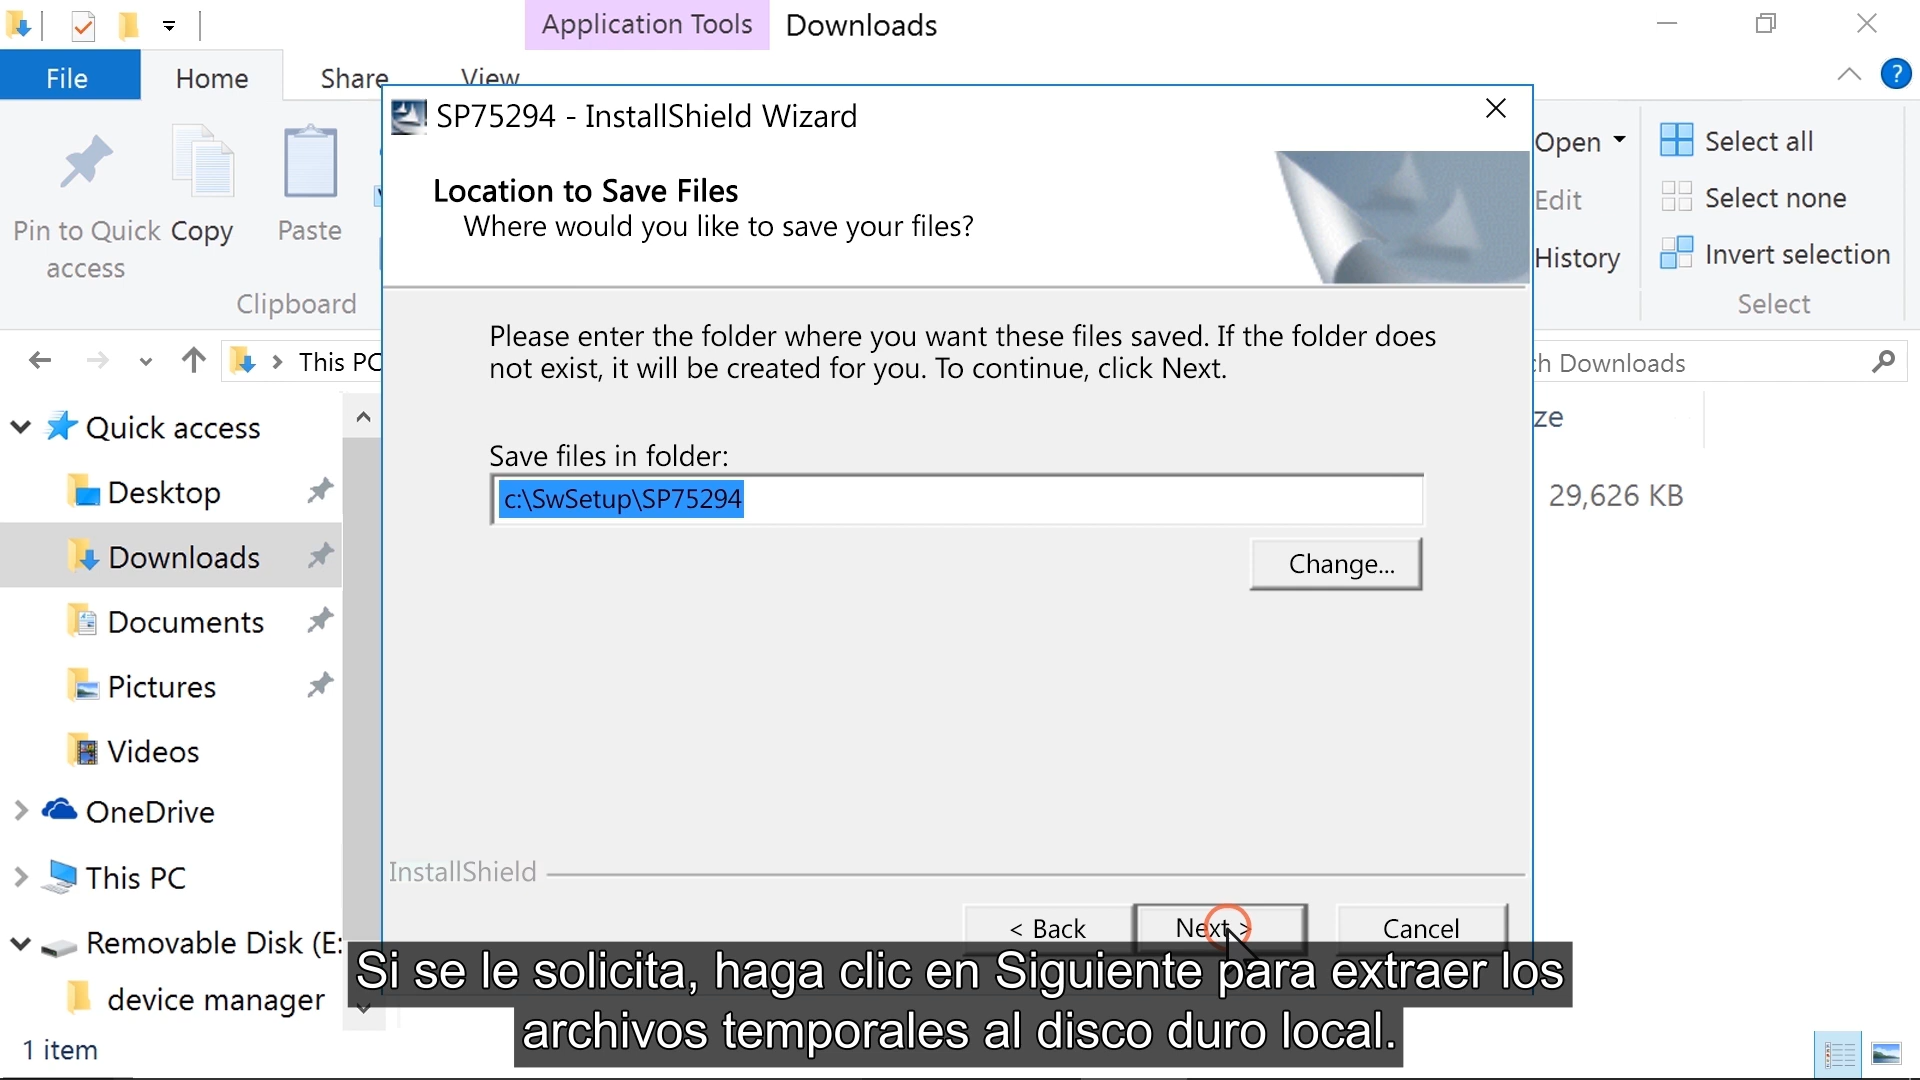 Application Tools Downloads
File Home Share View
SP75294 - InstallShield Wizard
Location to Save Files
Where would you like to save your files?
Pin to Quick access
Copy
Paste
Clipboard
Open
Edit
History
Select all
Select none
Invert selection
Select
This PC
Downloads
Please enter the folder where you want these files saved. If the folder does
not exist, it will be created for you. To continue, click Next.
Save files in folder:
c:\SwSetup\SP75294
Change...
29,626 KB
Quick access
Desktop
Downloads
Documents
Pictures
Videos
OneDrive
This PC
Removable Disk (E:
device manager
1 item
InstallShield
< Back Next > Cancel
Si se le solicita, haga clic en Siguiente para extraer los
archivos temporales al disco duro local.